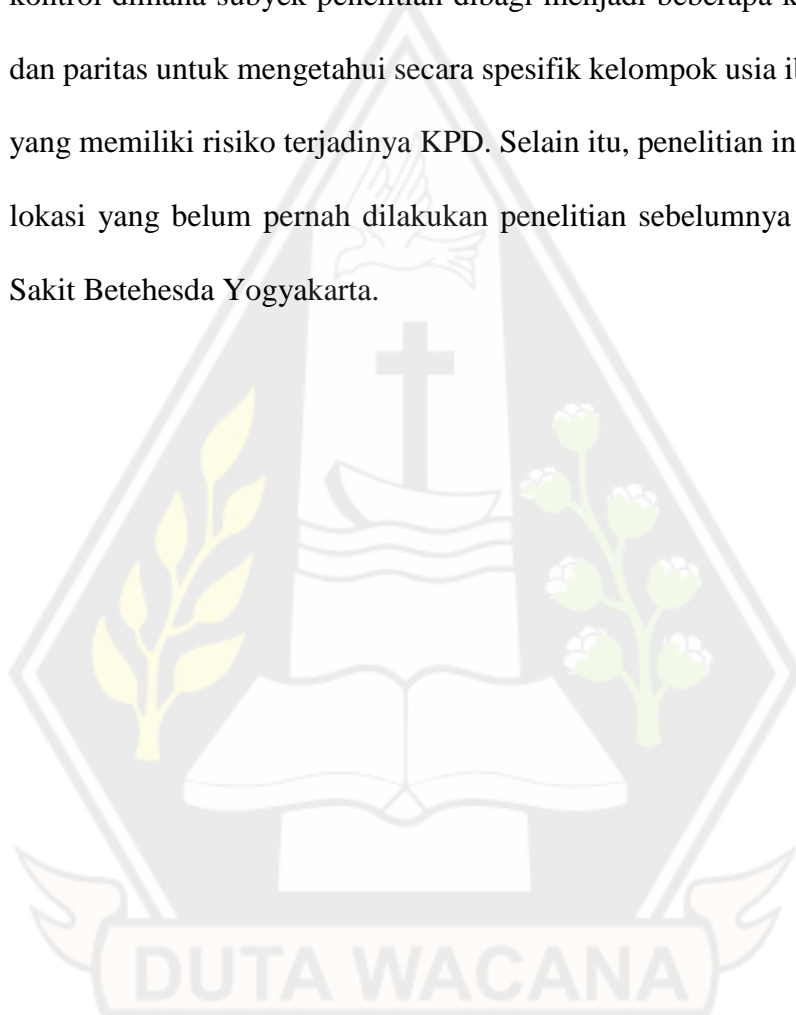 kontrol dimana subyek penelitian dibagi menjadi beberapa
dan paritas untuk mengetahui secara spesifik kelompok usia
yang memiliki risiko terjadinya KPD. Selain itu, penelitian
lokasi yang belum pernah dilakukan penelitian sebelumnya
Sakit Betehesda Yogyakarta.
DUTA WACANA